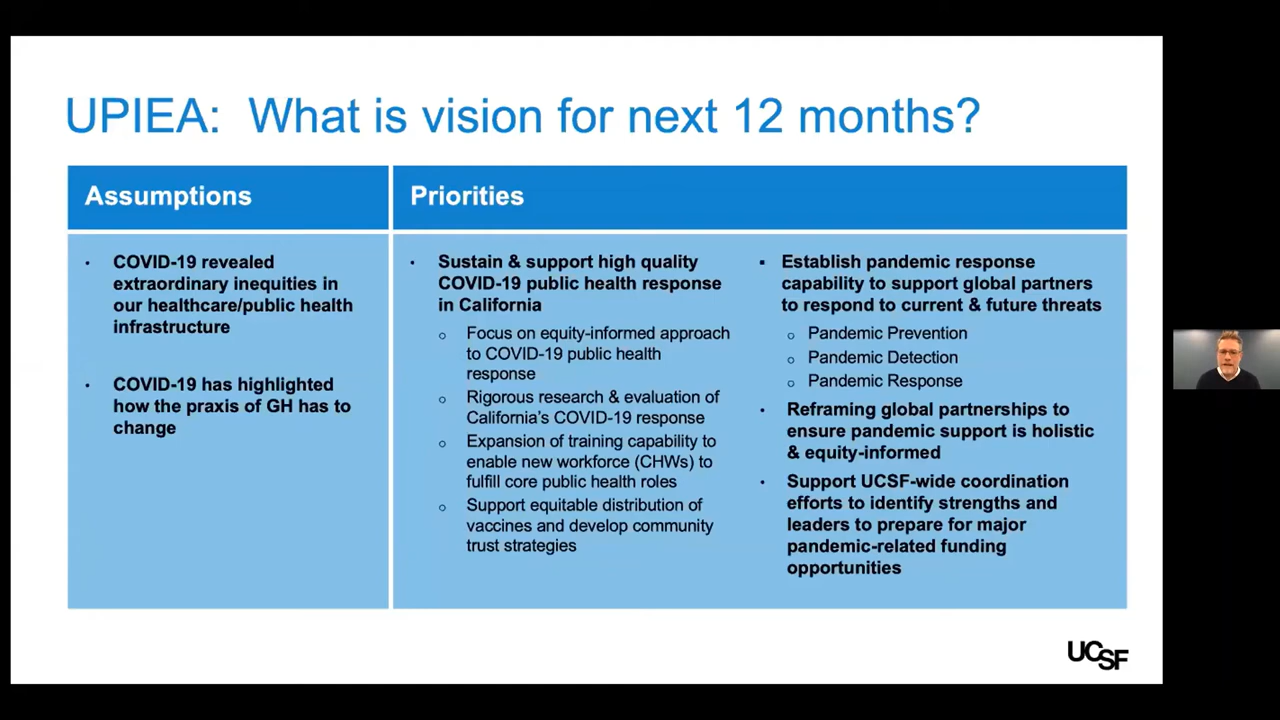 UPIEA: What is vision for next 12 months?
Assumptions
Priorities
• COVID-19 revealed
extraordinary inequities in
our healthcare/public health
infrastructure
• COVID-19 has highlighted
how the praxis of GH has to
change
• Sustain & support high quality
COVID-19 public health response
in California
o Focus on equity-informed approach
to COVID-19 public health
response
o Rigorous research & evaluation of
California's COVID-19 response
o Expansion of training capability to
enable new workforce (CHWs) to
fulfill core public health roles
o Support equitable distribution of
vaccines and develop community
trust strategies
▪ Establish pandemic response
capability to support global partners
to respond to current & future threats
o Pandemic Prevention
o Pandemic Detection
o Pandemic Response
• Reframing global partnerships to
ensure pandemic support is holistic
& equity-informed
• Support UCSF-wide coordination
efforts to identify strengths and
leaders to prepare for major
pandemic-related funding
opportunities
UCSF